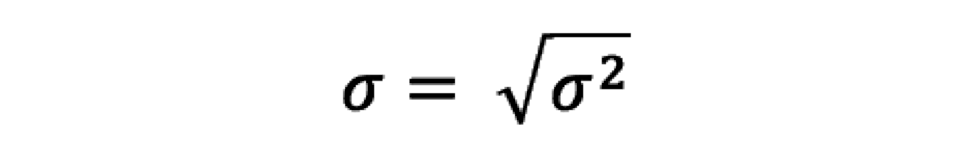 σ = √σ²